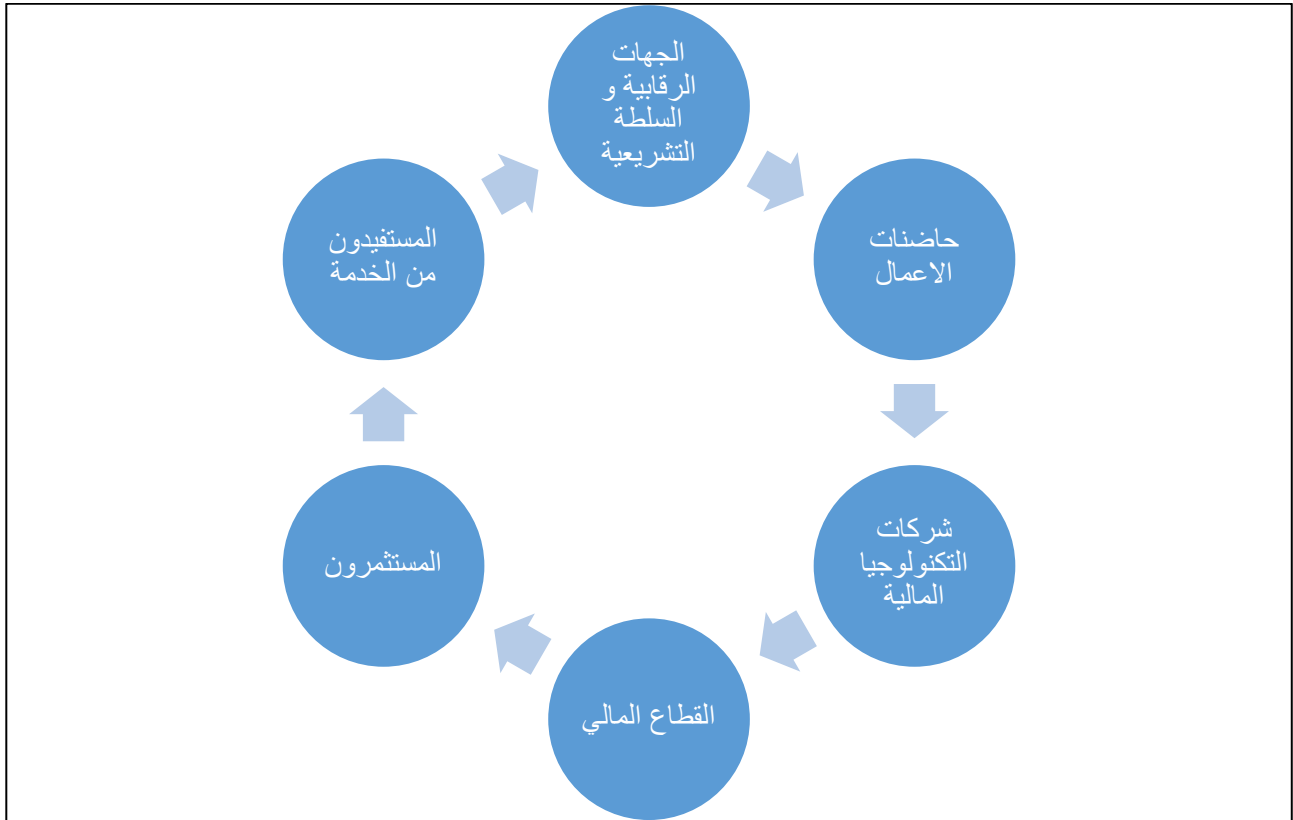 الجهات
الرقابية و
السلطة
التشريعية
حاضنات
الاعمال
شركات
التكنولوجيا
المالية
القطاع المالي
المستثمرون
المستفيدون
من الخدمة